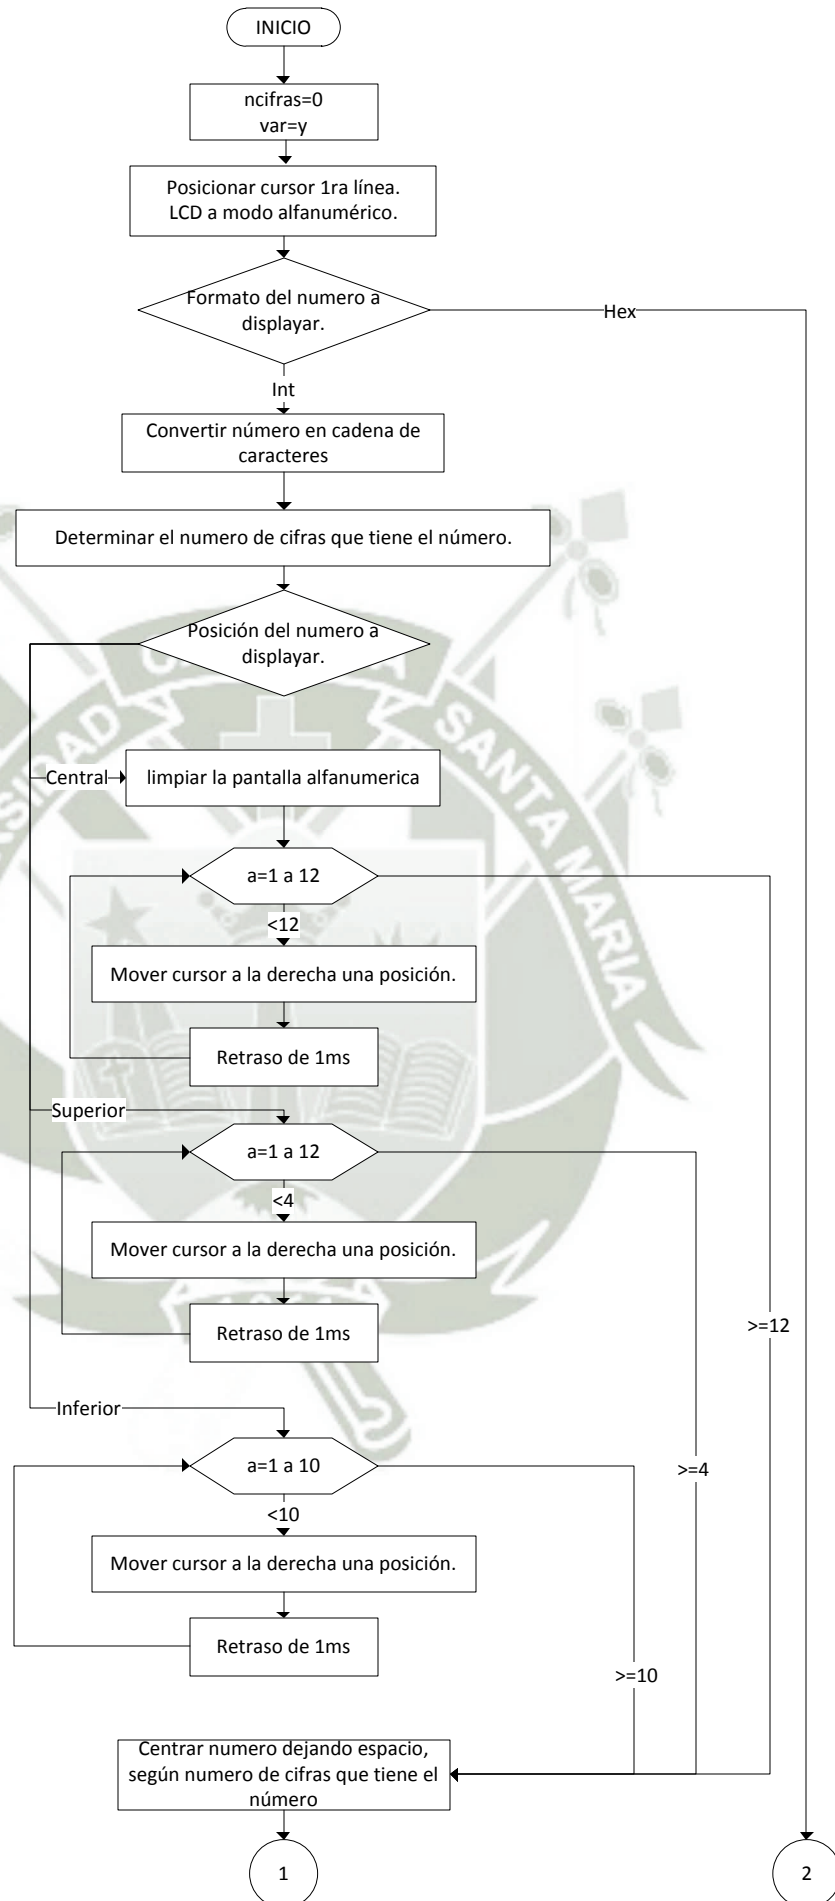 INICIO
ncifras=0
var=y
Posicionar cursor 1ra línea.
LCD a modo alfanumérico.
Formato del numero a
displayar.
Hex
Int
Convertir número en cadena de
caracteres
Determinar el numero de cifras que tiene el número.
Posición del numero a
displayar.
SANTA MARIA
Central
limpiar la pantalla alfanumerica
a=1 a 12
<12
Mover cursor a la derecha una posición.
Retraso de 1ms
Superior
a=1 a 12
<4
Mover cursor a la derecha una posición.
Retraso de 1ms
>=12
Inferior
a=1 a 10
>=4
<10
Mover cursor a la derecha una posición.
Retraso de 1ms
>=10
Centrar numero dejando espacio,
según numero de cifras que tiene el
número
1
2